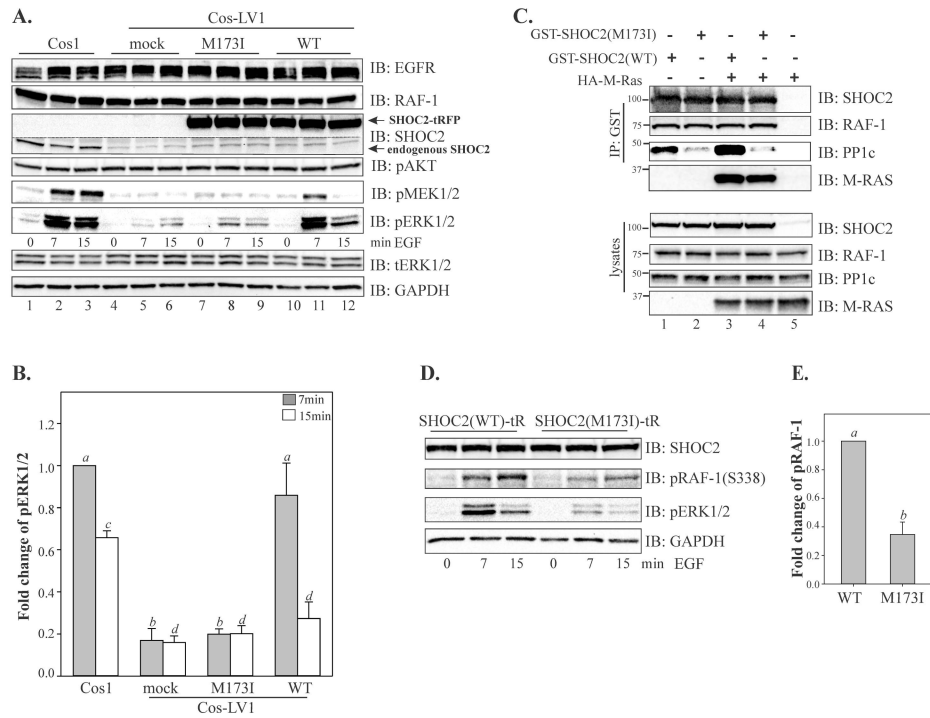 A.
Cos-LV1
Cos1 mock M173I WT
IB: EGFR
IB: RAF-1
SHOC2-tRFP
IB: SHOC2
endogenous SHOC2
IB: pAKT
IB: pMEK1/2
IB: pERK1/2
0 7 15 0 7 15 0 7 15 0 7 15 min EGF
IB: tERK1/2
IB: GAPDH
1 2 3 4 5 6 7 8 9 10 11 12
B.
7min
15min
Fold change of pERK1/2
1.2
1.0
0.8
0.6
0.4
0.2
0.0
a c b d b d a d
Cos1 mock M173I WT
Cos-LV1
C.
GST-SHOC2(M173I) - + - + -
GST-SHOC2(WT) + - + - -
HA-M-Ras - - + + +
IP: GST
100 IB: SHOC2
75 IB: RAF-1
50 IB: PP1c
37 IB: M-RAS
lysates
100 IB: SHOC2
75 IB: RAF-1
50 IB: PP1c
37 IB: M-RAS
1 2 3 4 5
D.
SHOC2(WT)-tR SHOC2(M173I)-tR
IB: SHOC2
IB: pRAF-1(S338)
IB: pERK1/2
IB: GAPDH
0 7 15 0 7 15 min EGF
E.
Fold change of pRAF-1
1.0
0.8
0.6
0.4
0.2
0.0
a b
WT M173I